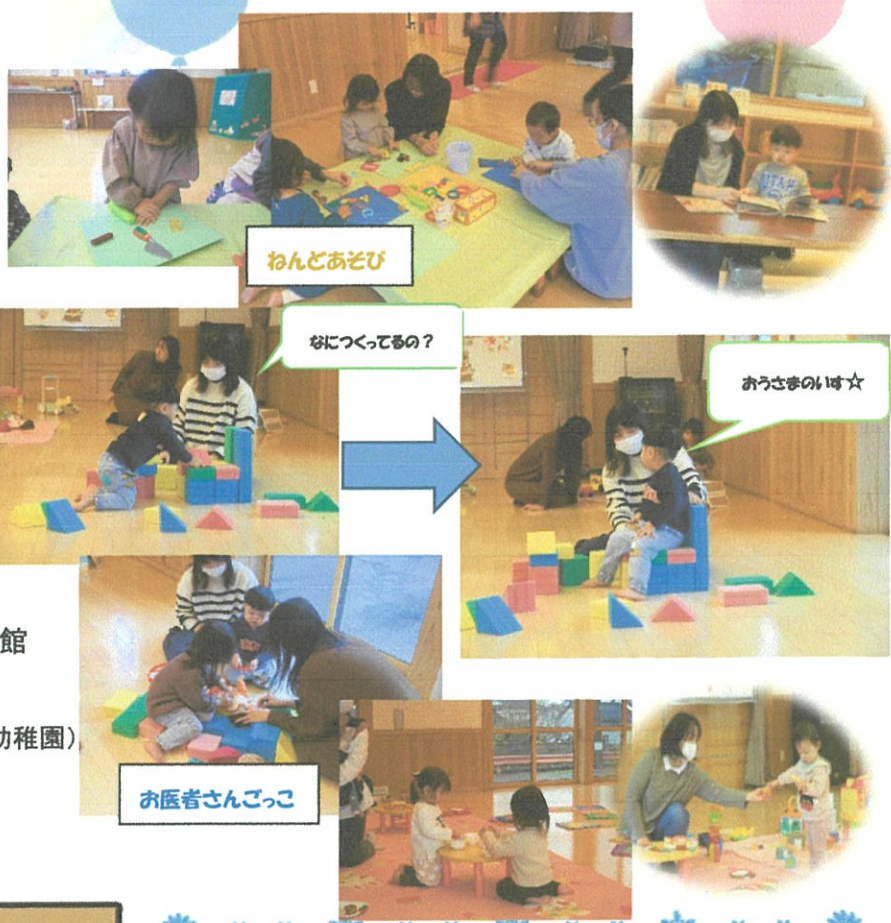 ねんどあそび
なにつくってるの?
おうさまのいす☆
館
幼稚園)
お医者さんごっこ